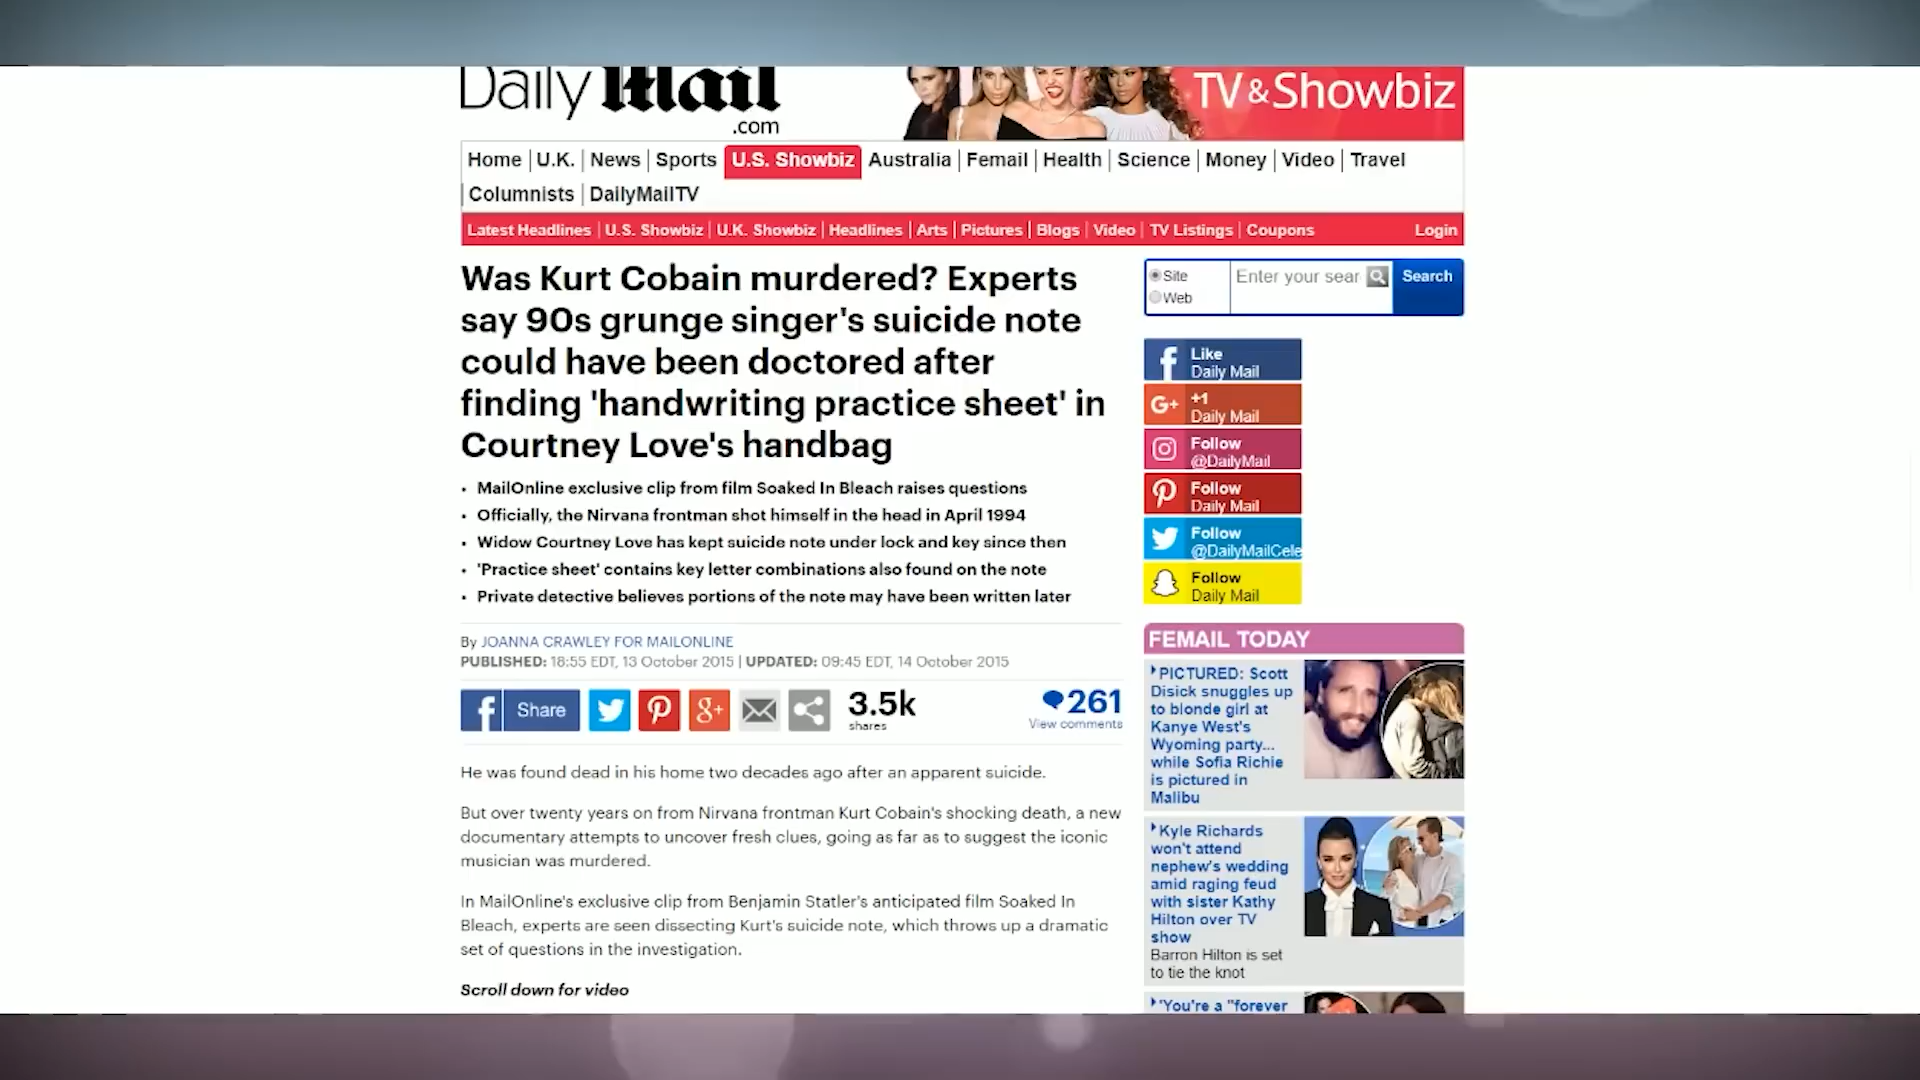 Daily Mail
.com
TV & Showbiz
Home U.K. News Sports U.S. Showbiz Australia Femail Health Science Money Video Travel
Columnists DailyMailTV
Latest Headlines U.S. Showbiz U.K. Showbiz Headlines Arts Pictures Blogs Video TV Listings Coupons Login
Was Kurt Cobain murdered? Experts
say 90s grunge singer's suicide note
could have been doctored after
finding 'handwriting practice sheet' in
Courtney Love's handbag
• MailOnline exclusive clip from film Soaked In Bleach raises questions
• Officially, the Nirvana frontman shot himself in the head in April 1994
• Widow Courtney Love has kept suicide note under lock and key since then
• 'Practice sheet' contains key letter combinations also found on the note
• Private detective believes portions of the note may have been written later
By JOANNA CRAWLEY FOR MAILONLINE
PUBLISHED: 18:55 EDT, 13 October 2015 | UPDATED: 09:45 EDT, 14 October 2015
Share
3.5k
shares
261
View comments
He was found dead in his home two decades ago after an apparent suicide.
But over twenty years on from Nirvana frontman Kurt Cobain's shocking death, a new
documentary attempts to uncover fresh clues, going as far as to suggest the iconic
musician was murdered.
In MailOnline's exclusive clip from Benjamin Statler's anticipated film Soaked In
Bleach, experts are seen dissecting Kurt's suicide note, which throws up a dramatic
set of questions in the investigation.
Scroll down for video
Site
Web
Enter your sear
Search
Like
Daily Mail
G+ +1
Daily Mail
Follow
@DailyMail
Follow
Daily Mail
Follow
@DailyMailCele
Follow
Daily Mail
FEMAIL TODAY
PICTURED: Scott
Disick snuggles up
to blonde girl at
Kanye West's
Wyoming party...
while Sofia Richie
is pictured in
Malibu
Kyle Richards
won't attend
nephew's wedding
amid raging feud
with sister Kathy
Hilton over TV
show
Barron Hilton is set
to tie the knot
'You're a "forever